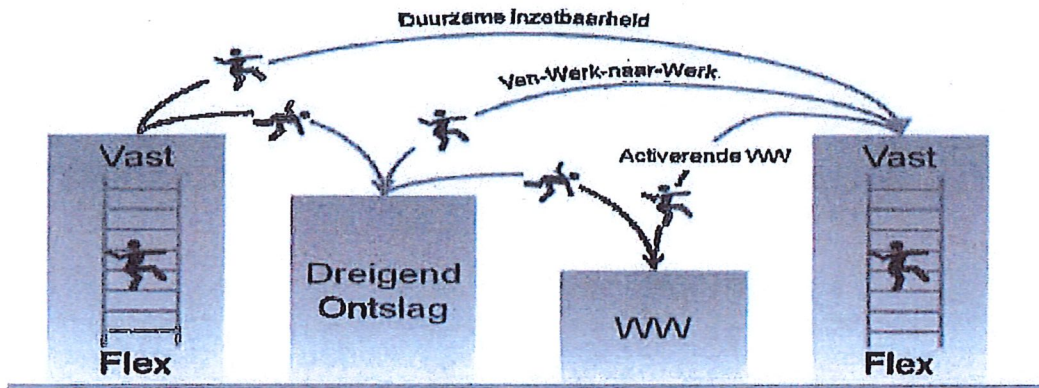 Duurzame Inzetbaarheid
Van-Werk-naar-Werk
Activerende WW
Vast
Flex
Dreigend
Ontslag
WW
Vast
Flex